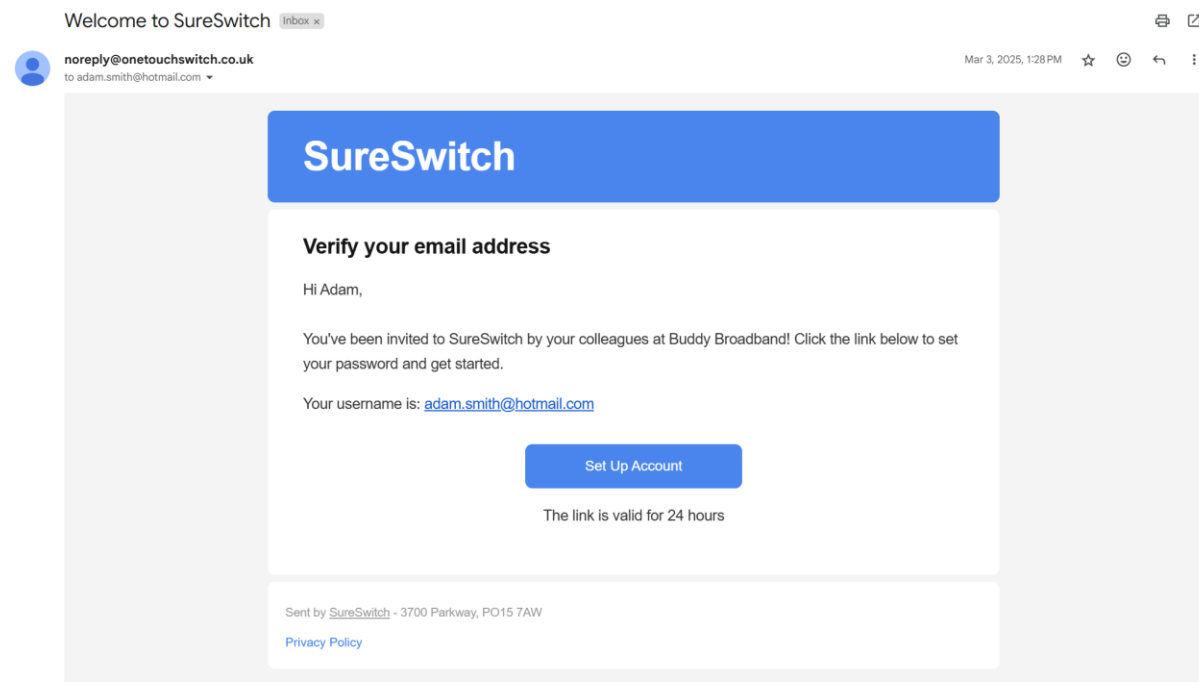 Welcome to SureSwitch Inbox x
noreply@onetouchswitch.co.uk Mar 3, 2025, 1:28 PM
to adam.smith@hotmail.com
SureSwitch
Verify your email address
Hi Adam,
You've been invited to SureSwitch by your colleagues at Buddy Broadband! Click the link below to set
your password and get started.
Your username is: adam.smith@hotmail.com
Set Up Account
The link is valid for 24 hours
Sent by SureSwitch - 3700 Parkway, PO15 7AW
Privacy Policy